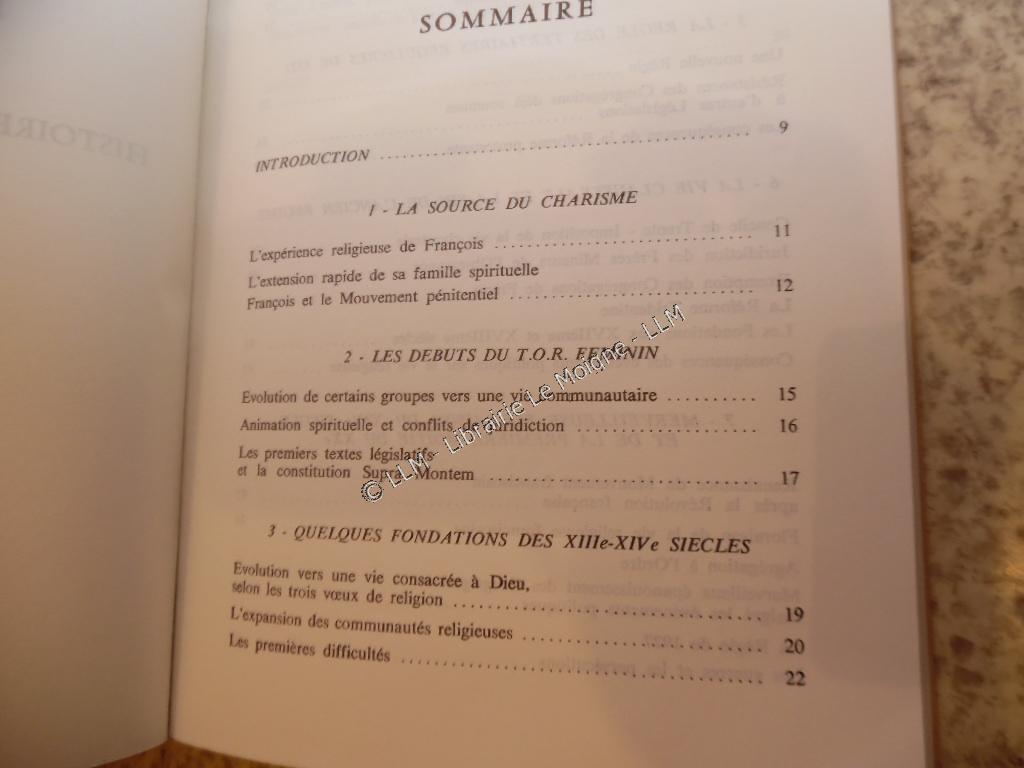 SOMMAIRE
INTRODUCTION ........ 9
1 - LA SOURCE DU CHARISME
L'expérience religieuse de François ........ 11
L'extension rapide de sa famille spirituelle
François et le Mouvement pénitentiel ........ 12
2 - LES DEBUTS DU T.O.R. FEMININ
Evolution de certains groupes vers une vie communautaire ........ 15
Animation spirituelle et conflits de juridiction ........ 16
Les premiers textes législatifs
et la constitution Supra Montem ........ 17
3 - QUELQUES FONDATIONS DES XIIIe-XIVe SIECLES
Evolution vers une vie consacrée à Dieu,
selon les trois vœux de religion ........ 19
L'expansion des communautés religieuses ........ 20
Les premières difficultés ........ 22
© LLM - Librairie Le Moigne - LLM